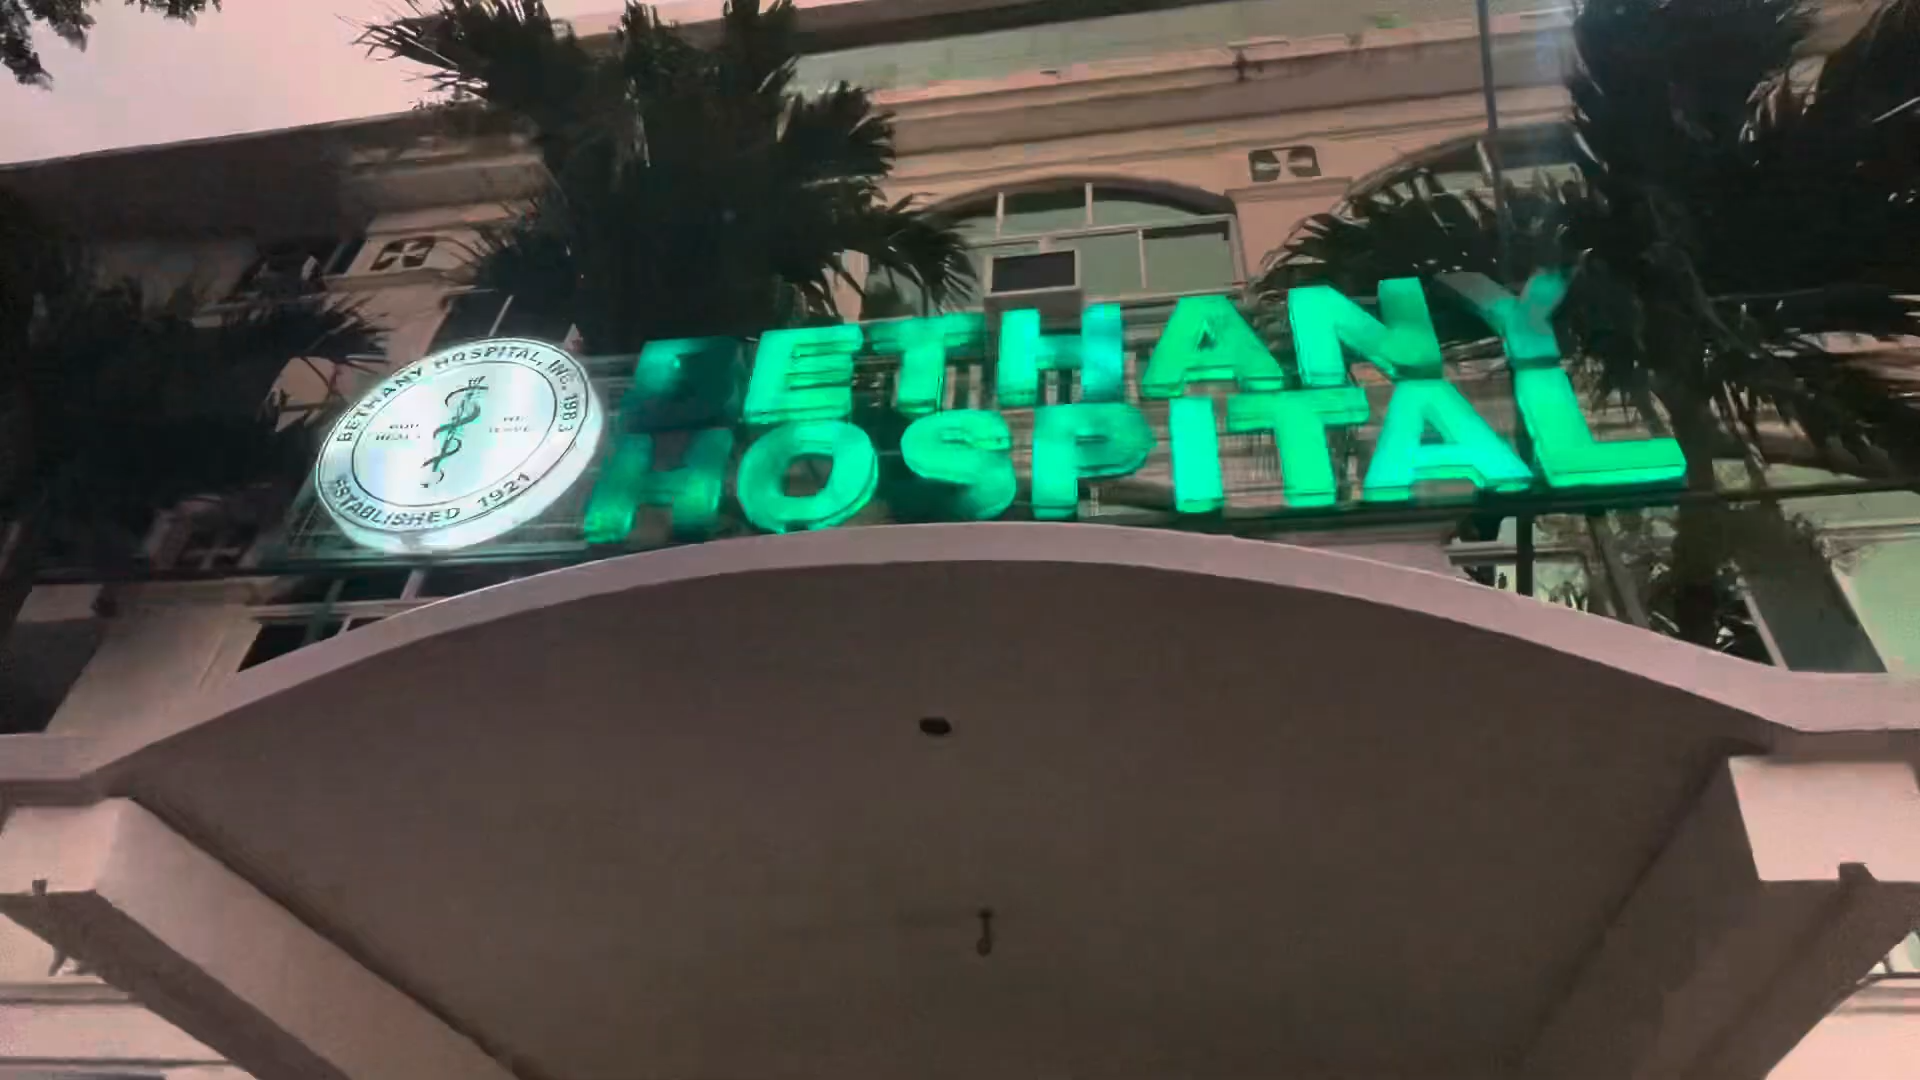 BETHANY HOSPITAL, INC. 1983
ESTABLISHED 1921
BETHANY
HOSPITAL